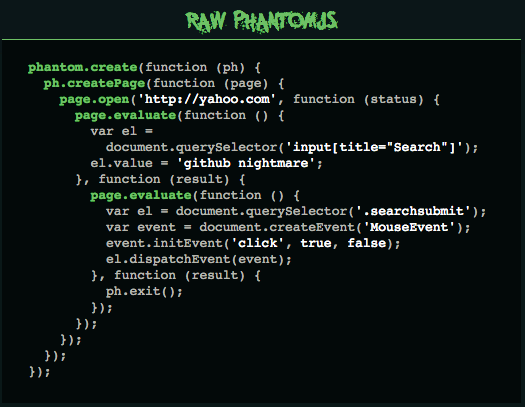 RAW PHANTOMJS
phantom.create(function (ph) {
  ph.createPage(function (page) {
    page.open('http://yahoo.com', function (status) {
      page.evaluate(function () {
        var el =
          document.querySelector('input[title="Search"]');
        el.value = 'github nightmare';
      }, function (result) {
        page.evaluate(function () {
          var el = document.querySelector('.searchsubmit');
          var event = document.createEvent('MouseEvent');
          event.initEvent('click', true, false);
          el.dispatchEvent(event);
        }, function (result) {
          ph.exit();
        });
      });
    });
  });
});